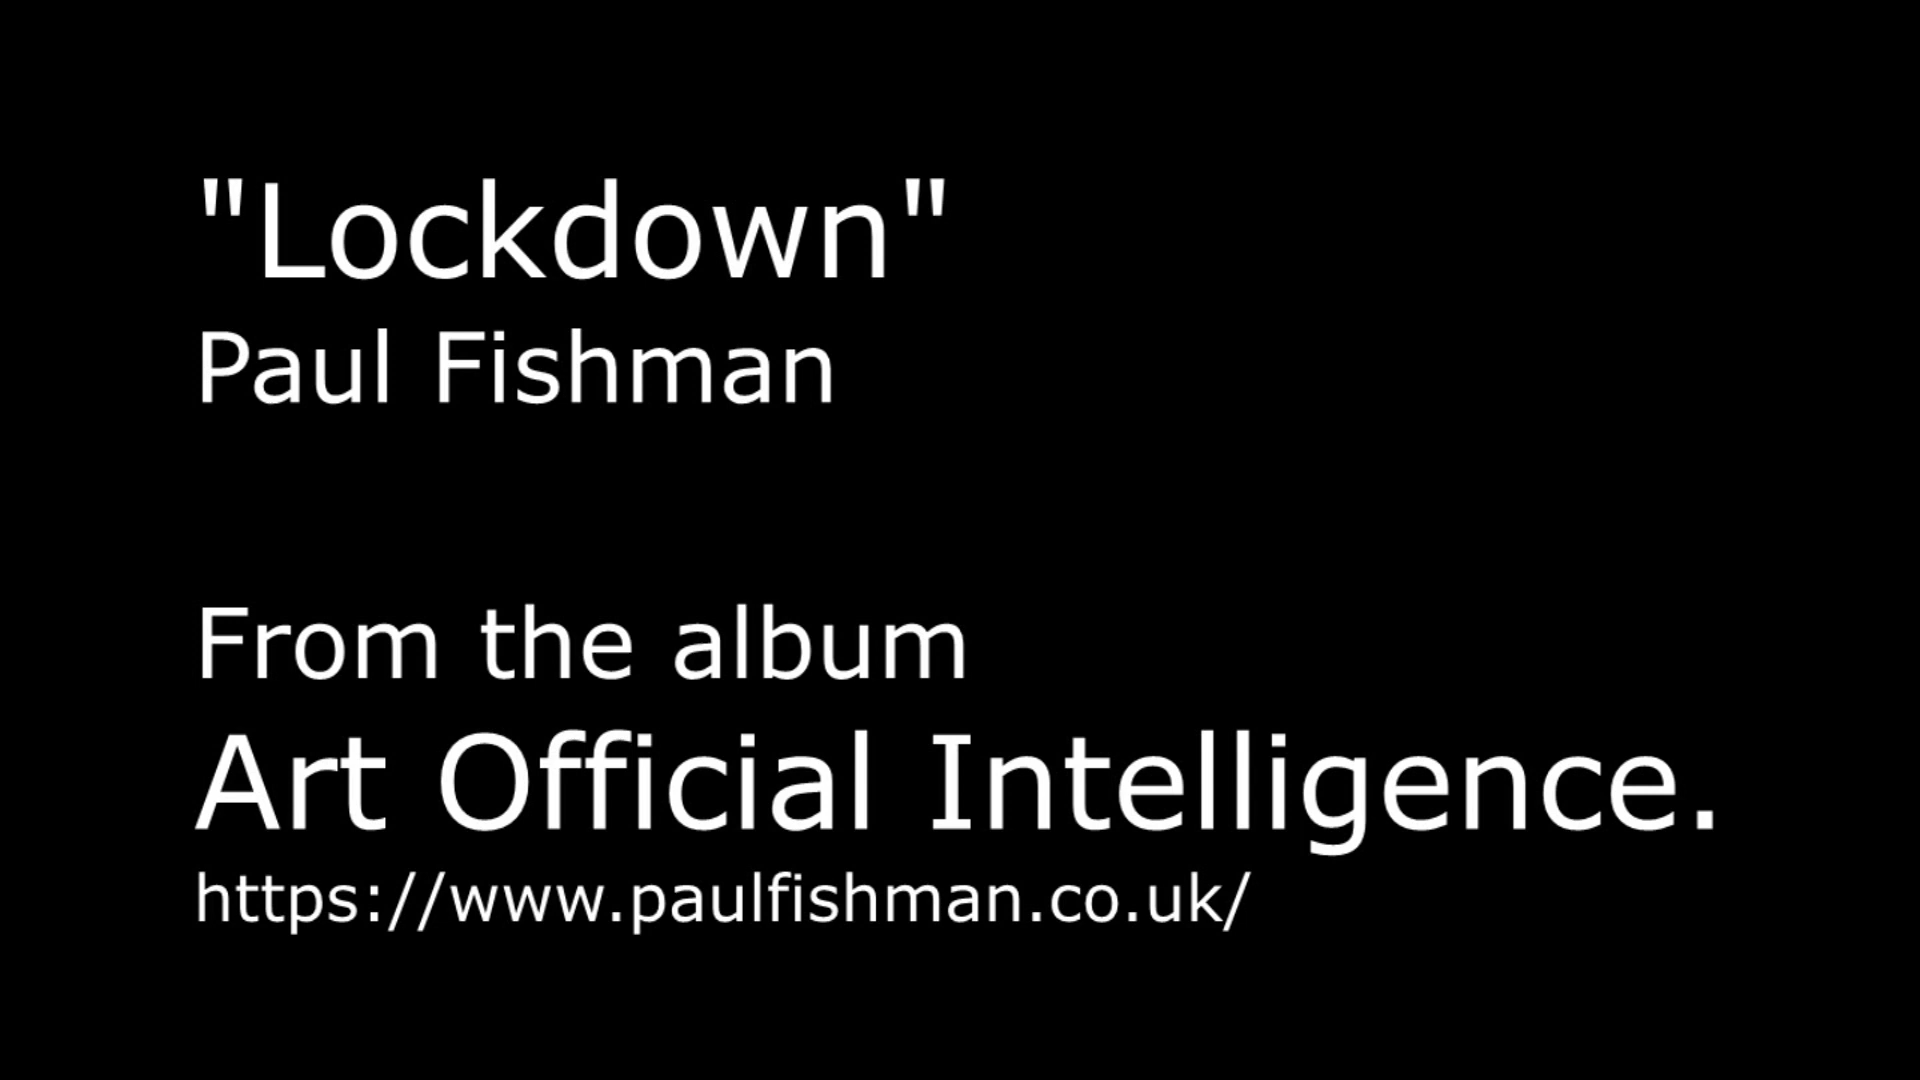 "Lockdown"
Paul Fishman
From the album
Art Official Intelligence.
https://www.paulfishman.co.uk/